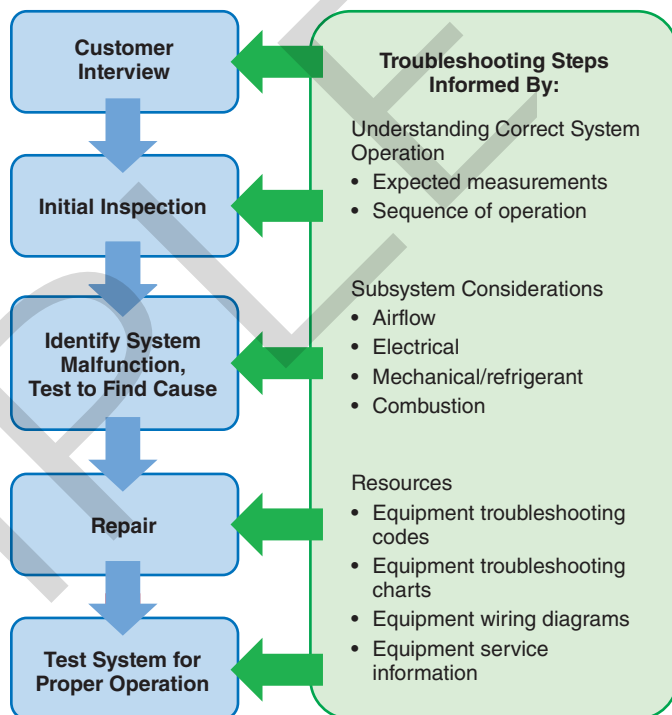 Customer
Interview
Initial Inspection
Identify System
Malfunction,
Test to Find Cause
Repair
Test System for
Proper Operation
Troubleshooting Steps
Informed By:
Understanding Correct System
Operation
• Expected measurements
• Sequence of operation
Subsystem Considerations
• Airflow
• Electrical
• Mechanical/refrigerant
• Combustion
Resources
• Equipment troubleshooting
codes
• Equipment troubleshooting
charts
• Equipment wiring diagrams
• Equipment service
information